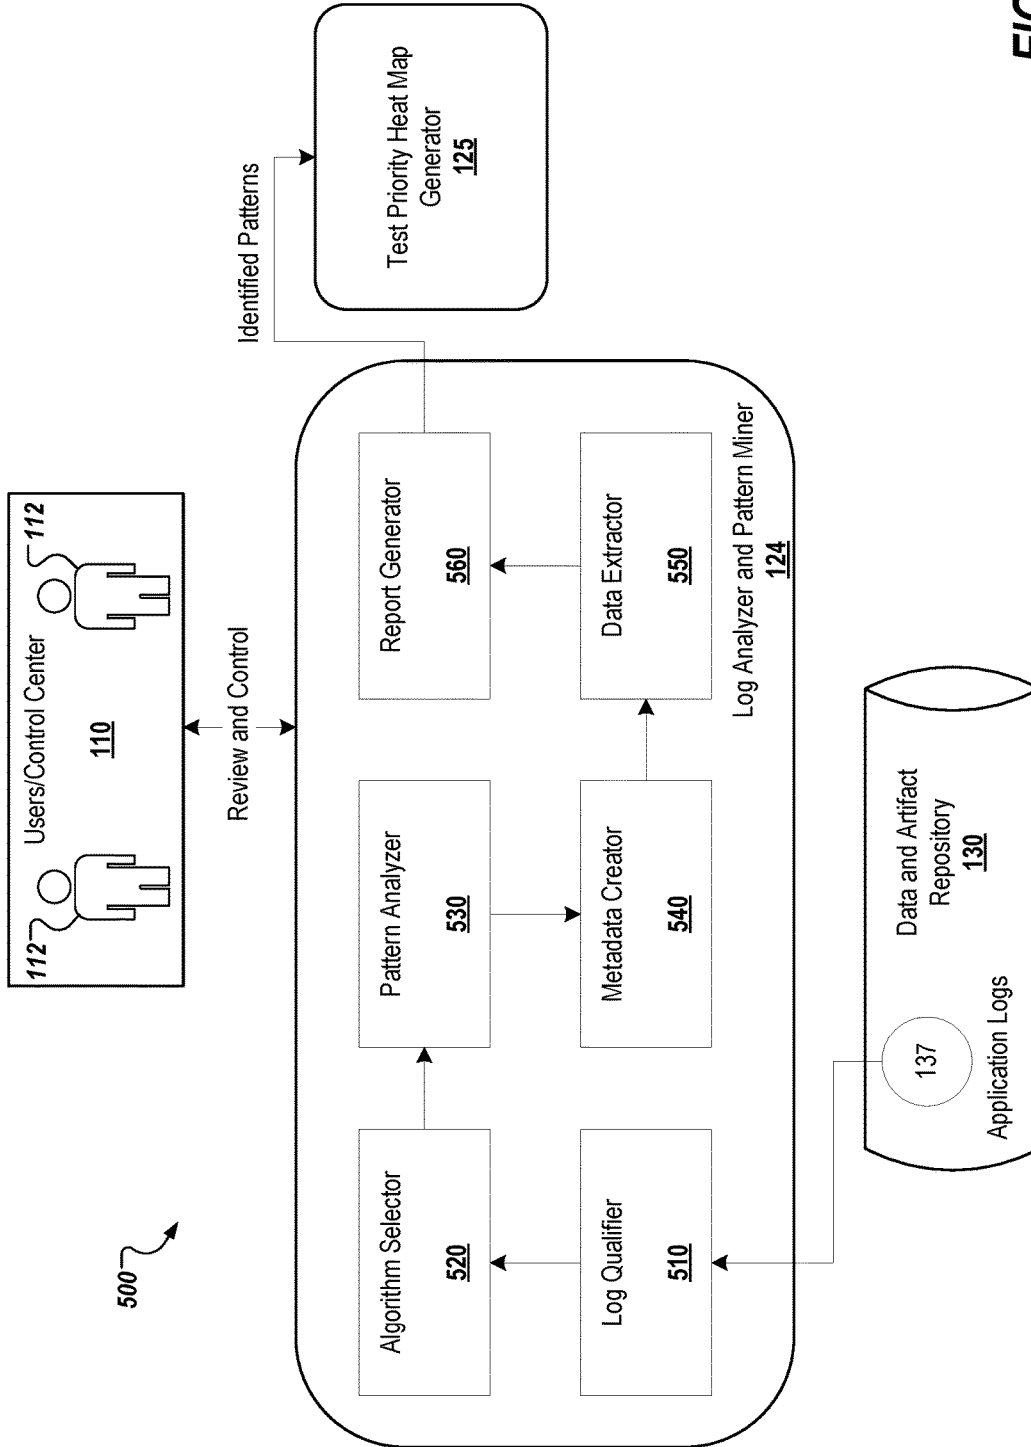 500
Users/Control Center
110
112
112
Review and Control
Identified Patterns
Test Priority Heat Map
Generator
125
Algorithm Selector
520
Pattern Analyzer
530
Report Generator
560
Log Qualifier
510
Metadata Creator
540
Data Extractor
550
Log Analyzer and Pattern Miner
124
137
Application Logs
Data and Artifact
Repository
130